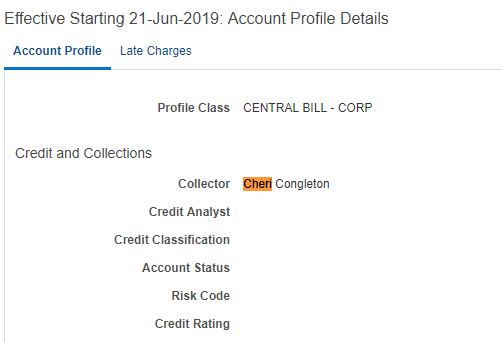 Effective Starting 21-Jun-2019: Account Profile Details
Account Profile Late Charges
Profile Class CENTRAL BILL - CORP
Credit and Collections
Collector Cheri Congleton
Credit Analyst
Credit Classification
Account Status
Risk Code
Credit Rating